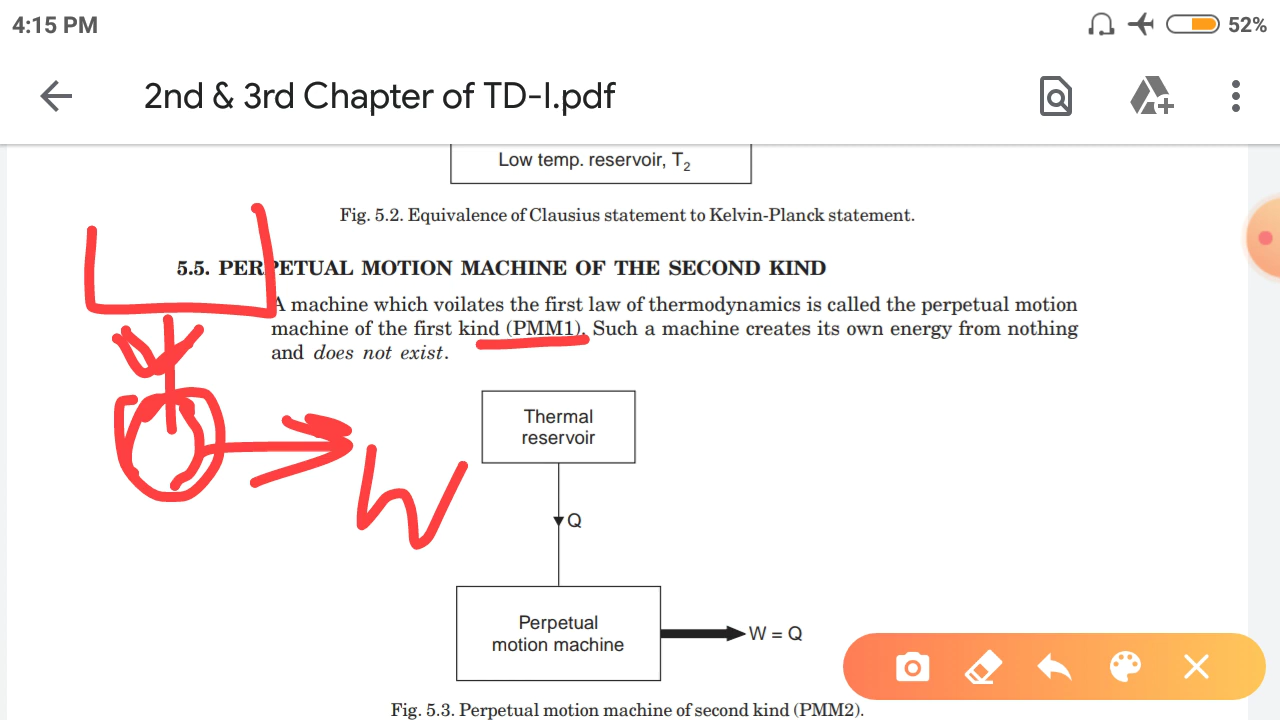 4:15 PM 52%
2nd & 3rd Chapter of TD-I.pdf
Low temp. reservoir, T2
Fig. 5.2. Equivalence of Clausius statement to Kelvin-Planck statement.
5.5. PERPETUAL MOTION MACHINE OF THE SECOND KIND
A machine which voilates the first law of thermodynamics is called the perpetual motion
machine of the first kind (PMM1). Such a machine creates its own energy from nothing
and does not exist.
Thermal
reservoir
W
Q
Perpetual
motion machine
W = Q
Fig. 5.3. Perpetual motion machine of second kind (PMM2).